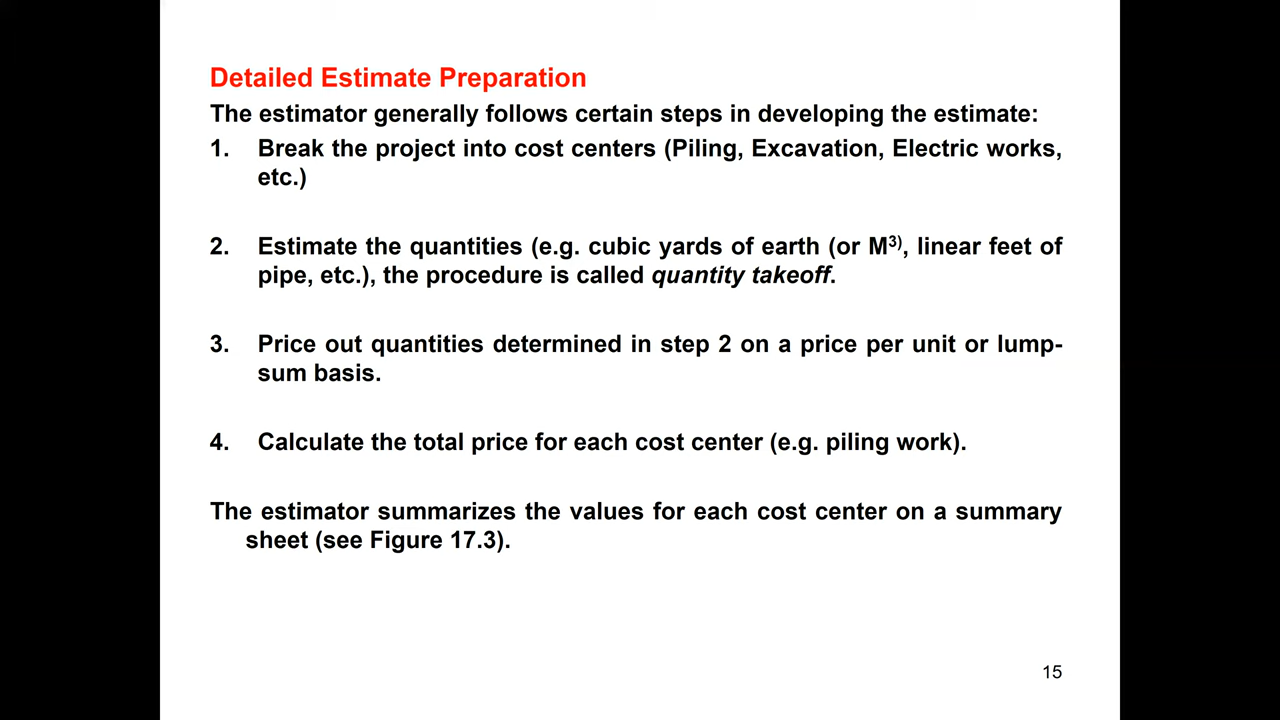 Detailed Estimate Preparation
The estimator generally follows certain steps in developing the estimate:
1. Break the project into cost centers (Piling, Excavation, Electric works,
etc.)
2. Estimate the quantities (e.g. cubic yards of earth (or M³⁾, linear feet of
pipe, etc.), the procedure is called quantity takeoff.
3. Price out quantities determined in step 2 on a price per unit or lump-
sum basis.
4. Calculate the total price for each cost center (e.g. piling work).
The estimator summarizes the values for each cost center on a summary
sheet (see Figure 17.3).
15